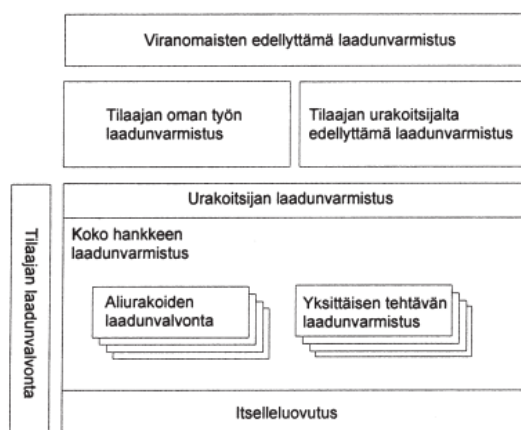 Viranomaisten edellyttämä laadunvarmistus
Tilaajan oman työn
laadunvarmistus
Tilaajan urakoitsijalta
edellyttämä laadunvarmistus
Tilaajan laadunvalvonta
Urakoitsijan laadunvarmistus
Koko hankkeen
laadunvarmistus
Aliurakoiden
laadunvalvonta
Yksittäisen tehtävän
laadunvarmistus
Itselleluovutus